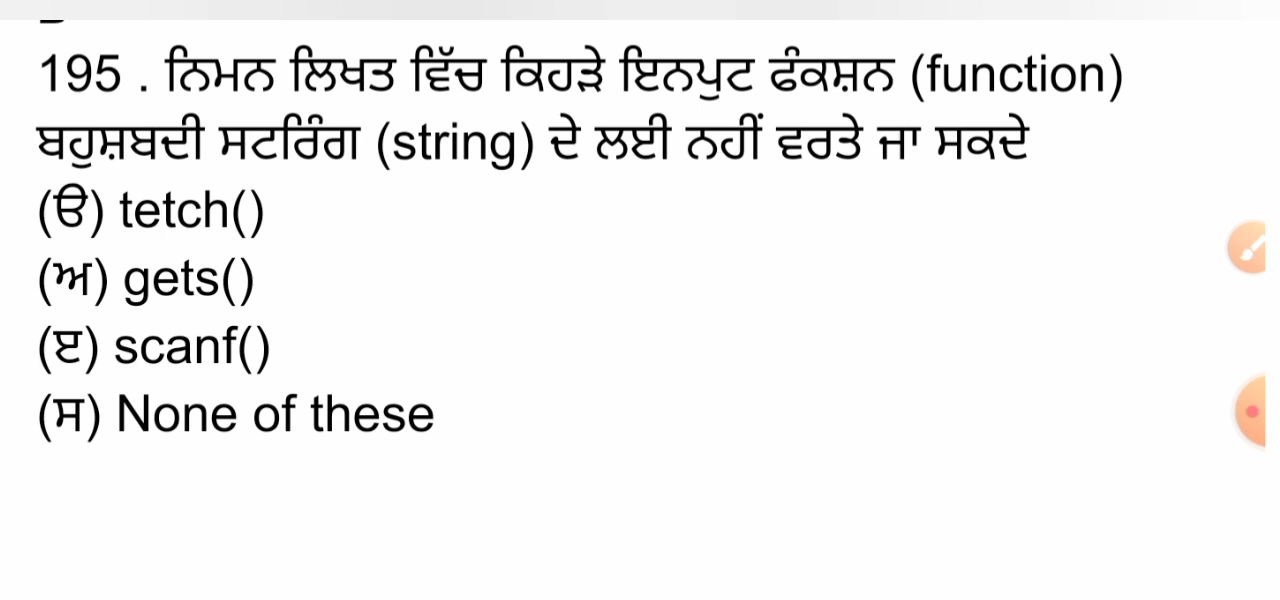 195 . ਨਿਮਨ ਲਿਖਤ ਵਿੱਚ ਕਿਹੜੇ ਇਨਪੁਟ ਫੰਕਸ਼ਨ (function)
ਬਹੁਸ਼ਬਦੀ ਸਟਰਿੰਗ (string) ਦੇ ਲਈ ਨਹੀਂ ਵਰਤੇ ਜਾ ਸਕਦੇ
(ੳ) tetch()
(ਅ) gets()
(ੲ) scanf()
(ਸ) None of these